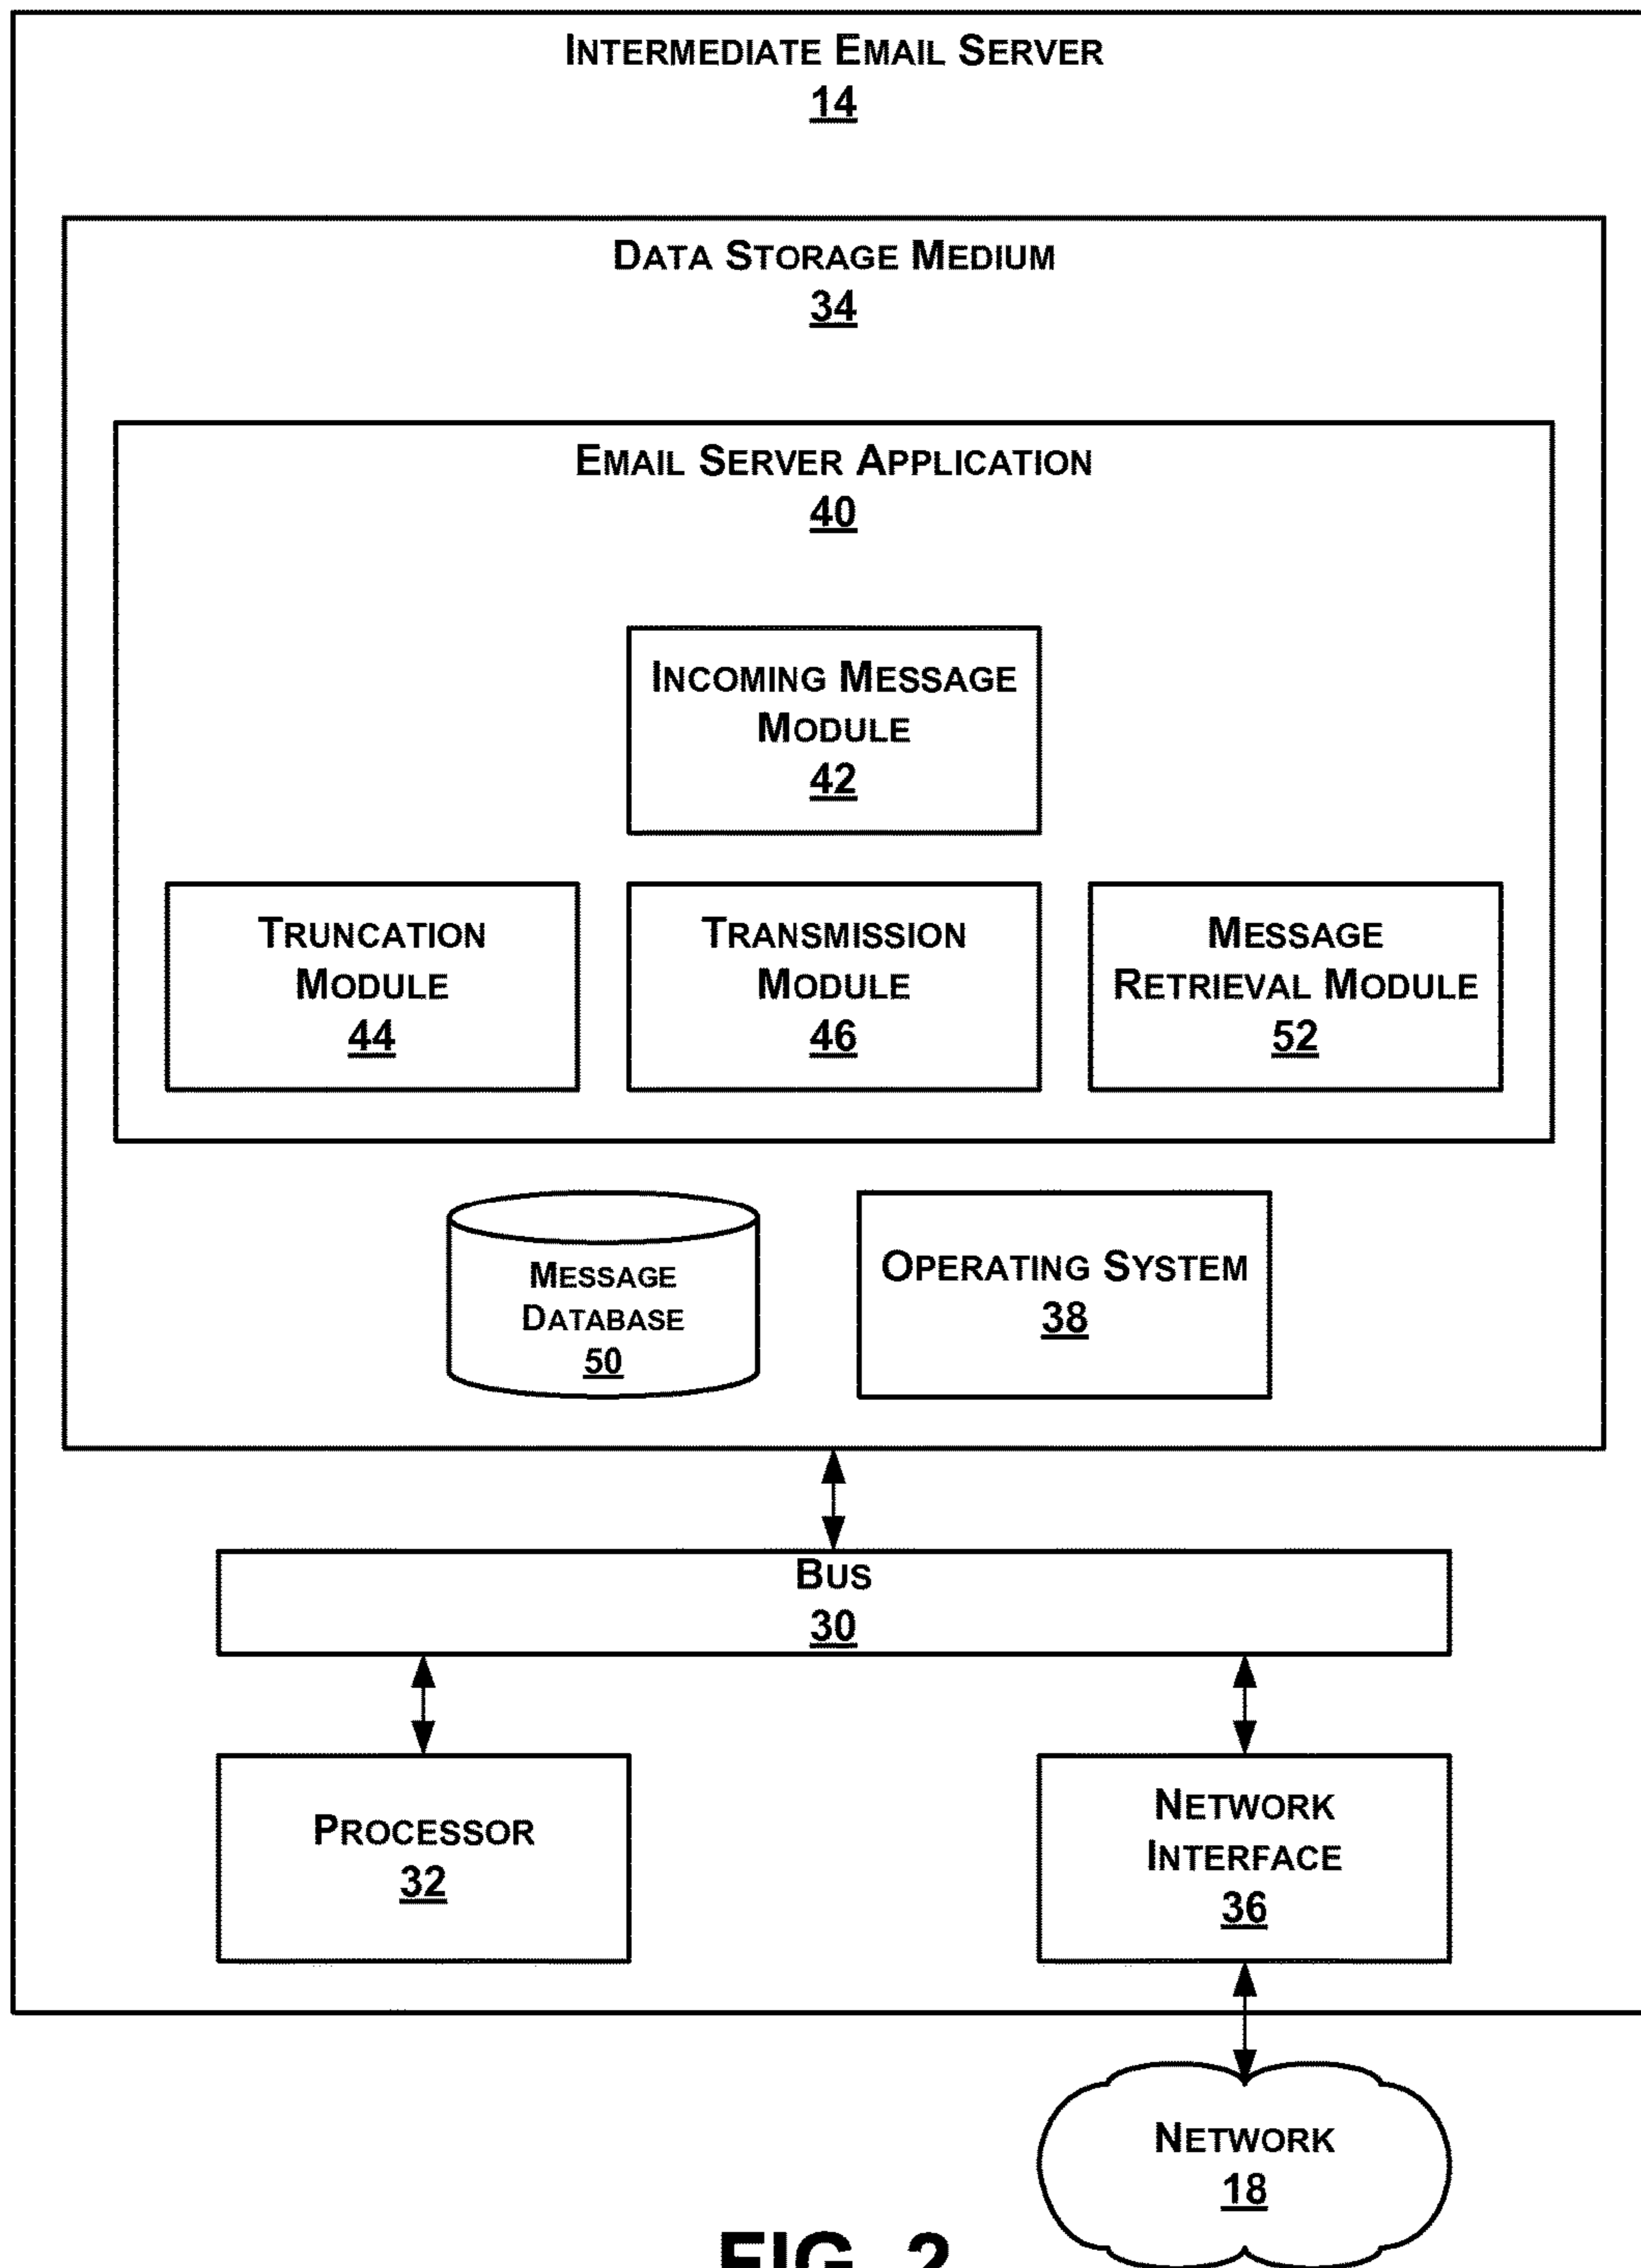 INTERMEDIATE EMAIL SERVER
14
DATA STORAGE MEDIUM
34
EMAIL SERVER APPLICATION
40
INCOMING MESSAGE
MODULE
42
TRUNCATION
MODULE
44
TRANSMISSION
MODULE
46
MESSAGE
RETRIEVAL MODULE
52
MESSAGE
DATABASE
50
OPERATING SYSTEM
38
BUS
30
PROCESSOR
32
NETWORK
INTERFACE
36
NETWORK
18
FIG. 2